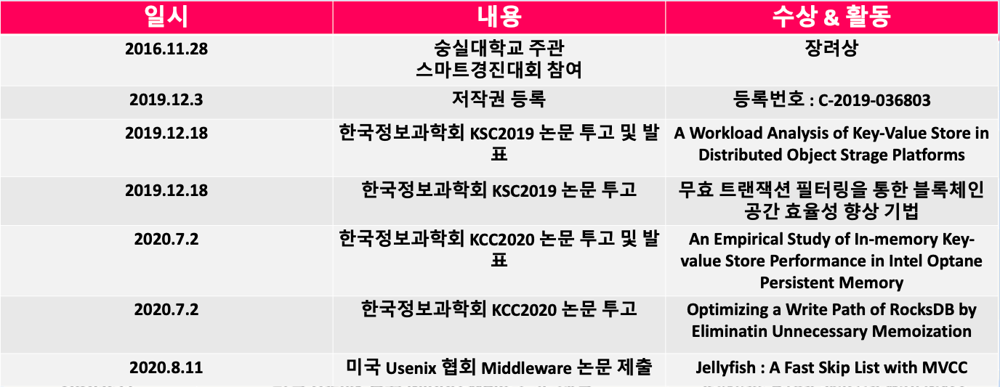 일시
내용
수상 & 활동
2016.11.28
숭실대학교 주관
스마트경진대회 참여
장려상
2019.12.3
저작권 등록
등록번호 : C-2019-036803
2019.12.18
한국정보과학회 KSC2019 논문 투고 및 발
표
A Workload Analysis of Key-Value Store in
Distributed Object Strage Platforms
2019.12.18
한국정보과학회 KSC2019 논문 투고
무효 트랜잭션 필터링을 통한 블록체인
공간 효율성 향상 기법
2020.7.2
한국정보과학회 KCC2020 논문 투고 및 발
표
An Empirical Study of In-memory Key-
value Store Performance in Intel Optane
Persistent Memory
2020.7.2
한국정보과학회 KCC2020 논문 투고
Optimizing a Write Path of RocksDB by
Eliminatin Unnecessary Memoization
2020.8.11
미국 Usenix 협회 Middleware 논문 제출
Jellyfish : A Fast Skip List with MVCC